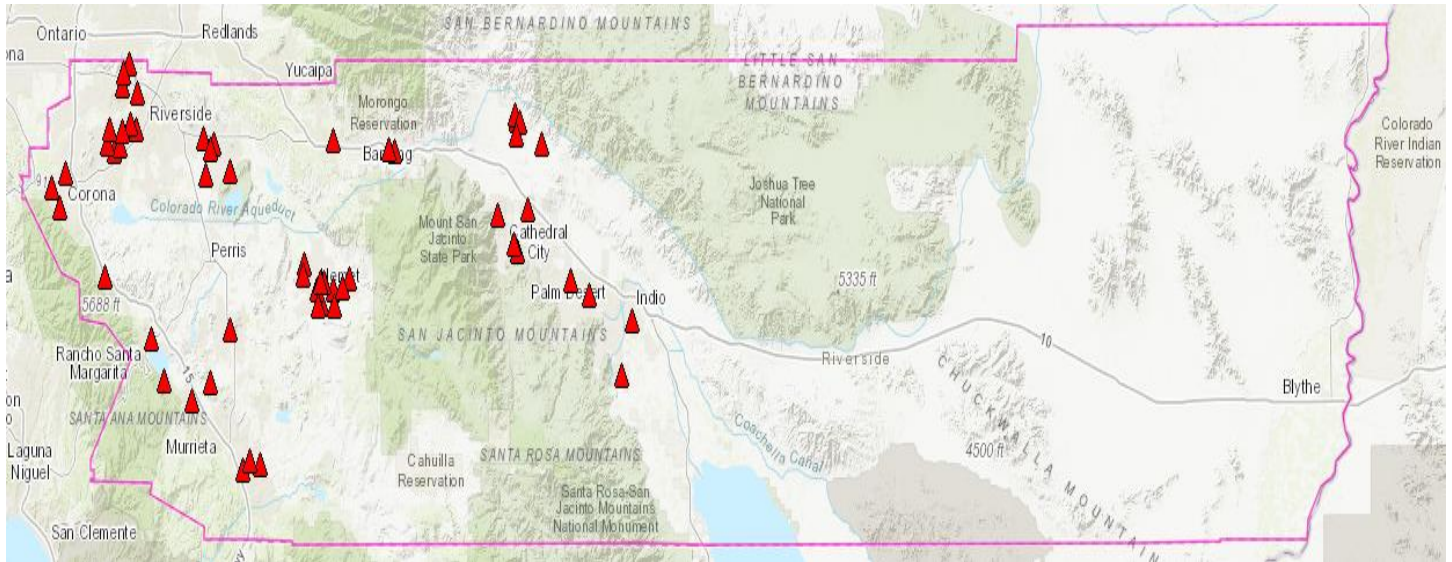 SAN BERNARDINO MOUNTAINS
Ontario
Redlands
Yucaipa
LITTLE SAN
BERNARDINO
MOUNTAINS
Morongo
Reservation
Riverside
Colorado
River Indian
Reservation
Corona
Joshua Tree
National
Park
Colorado River Aqueduct
Mount San
Jacinto
State Park
Cathedral
City
Perris
5335 ft
Palm Desert
Indio
5688 ft
SAN JACINTO MOUNTAINS
10
Rancho Santa
Margarita
15
Riverside
Blythe
CHUCKWALLA MOUNTAIN
SANTA ANA MOUNTAINS
Murrieta
Coachella Canal
4500 ft
Laguna
Niguel
Cahuilla
Reservation
SANTA ROSA MOUNTAINS
Santa Rosa-San
Jacinto Mountains
National Monument
San Clemente